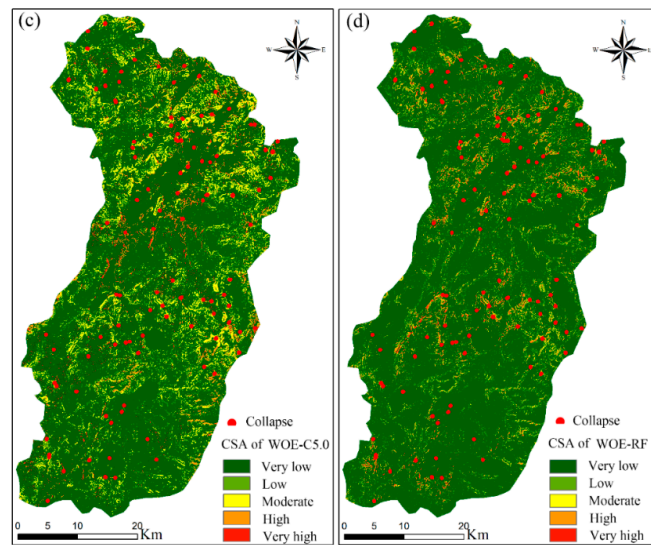 (c)
N
W E
S
Collapse
CSA of WOE-C5.0
Very low
Low
Moderate
High
Very high
0 5 10 20
Km
(d)
N
W E
S
Collapse
CSA of WOE-RF
Very low
Low
Moderate
High
Very high
0 5 10 20
Km